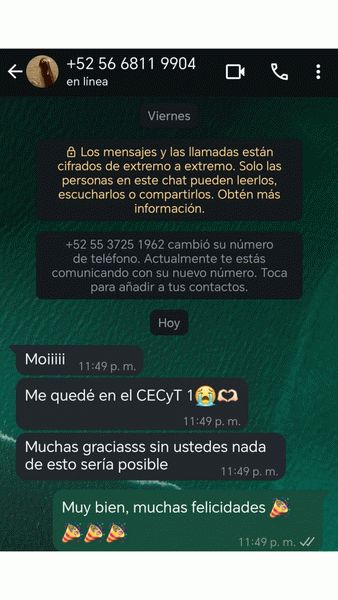 +52 56 6811 9904
en línea
Viernes
Los mensajes y las llamadas están
cifrados de extremo a extremo. Solo las
personas en este chat pueden leerlos,
escucharlos o compartirlos. Obtén más
información.
+52 55 3725 1962 cambió su número
de teléfono. Actualmente te estás
comunicando con su nuevo número. Toca
para añadir a tus contactos.
Hoy
Moiiiii
11:49 p. m.
Me quedé en el CECyT 1😭🫶🏻
11:49 p. m.
Muchas graciasss sin ustedes nada
de esto sería posible
11:49 p. m.
Muy bien, muchas felicidades 🎉
🎉🎉🎉
11:49 p. m.